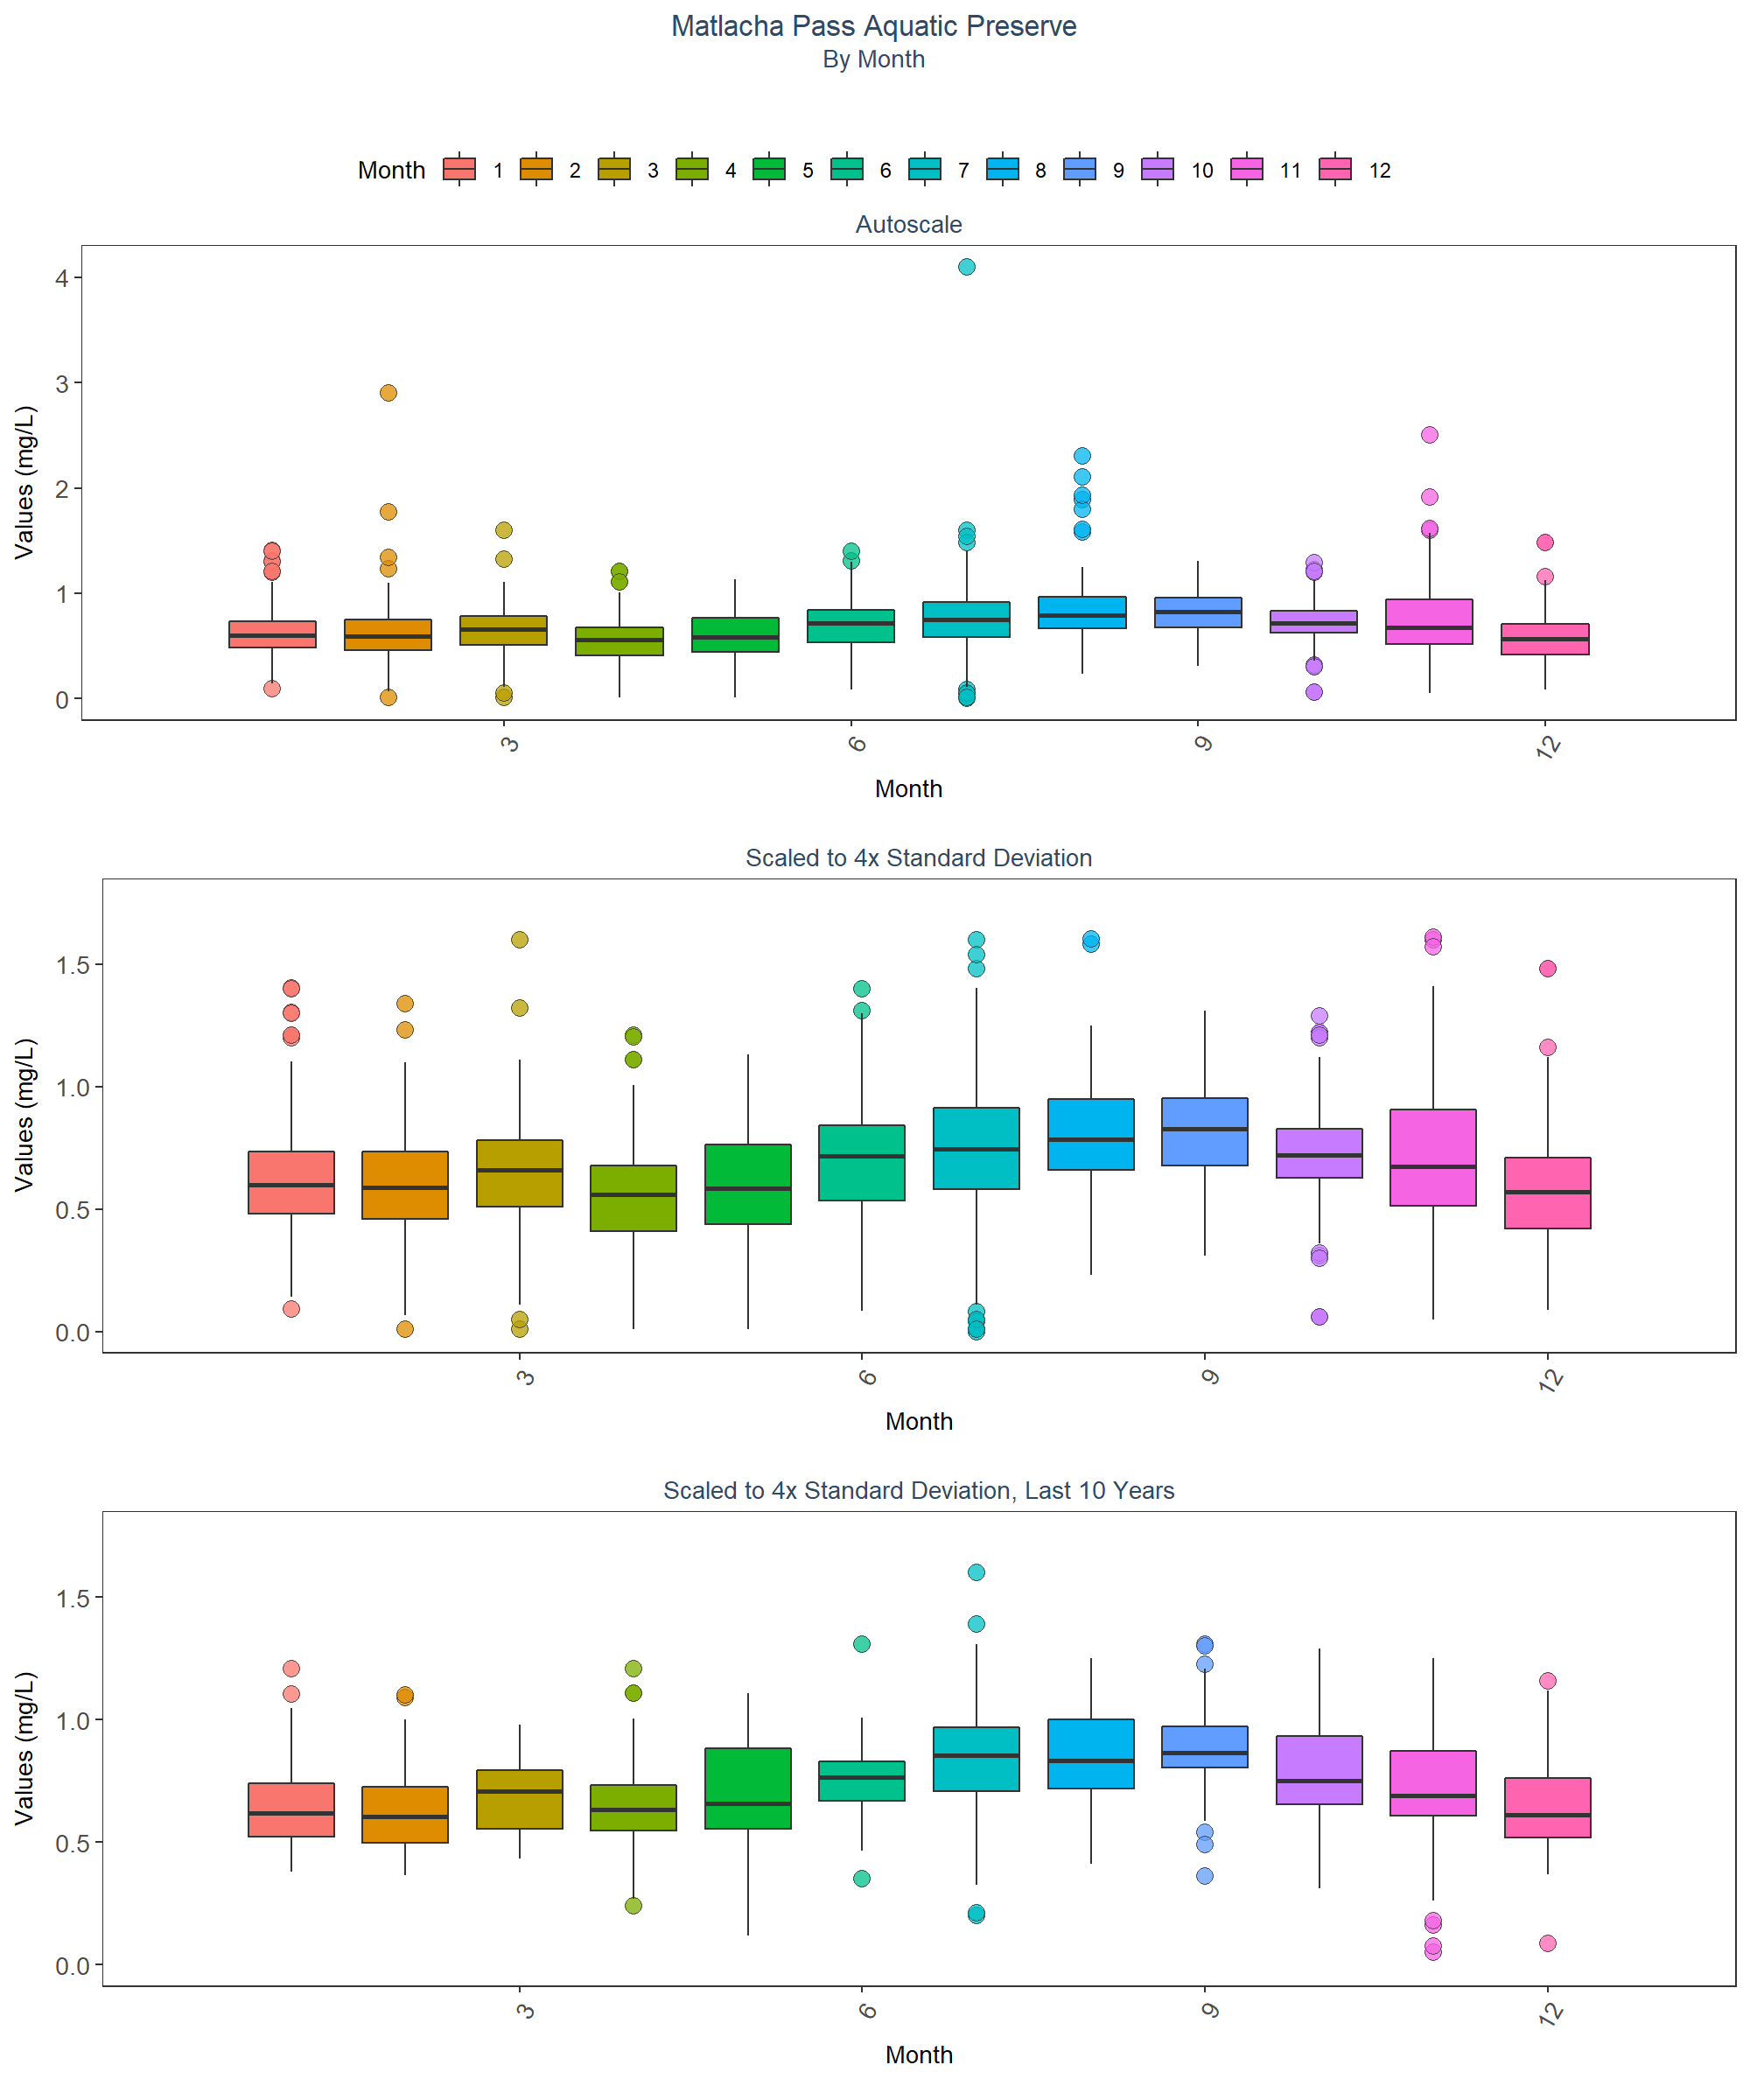 Matlacha Pass Aquatic Preserve
By Month
Month 1 2 3 4 5 6 7 8 9 10 11 12
Autoscale
Values (mg/L)
4
3
2
1
0
3 6 9 12
Month
Scaled to 4x Standard Deviation
Values (mg/L)
1.5
1.0
0.5
0.0
3 6 9 12
Month
Scaled to 4x Standard Deviation, Last 10 Years
Values (mg/L)
1.5
1.0
0.5
0.0
3 6 9 12
Month